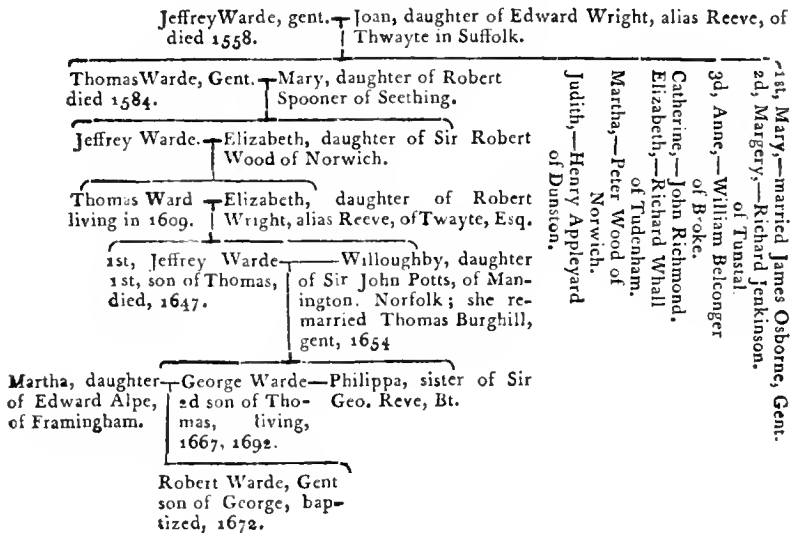 Jeffrey Warde, gent. Joan, daughter of Edward Wright, alias Reeve, of
died 1558. Thwayte in Suffolk.
Thomas Warde, Gent. Mary, daughter of Robert
died 1584. Spooner of Seething.
Jeffrey Warde. Elizabeth, daughter of Sir Robert
Wood of Norwich.
Thomas Ward Elizabeth, daughter of Robert
living in 1609. Wright, alias Reeve, of Twayte, Esq.
1st, Jeffrey Warde Willoughby, daughter
1st, son of Thomas, of Sir John Potts, of Man-
died, 1647. nington. Norfolk; she re-
married Thomas Burghill,
gent, 1654
Martha, daughter George Warde Philippa, sister of Sir
of Edward Alpe, 2d son of Tho- Geo. Reve, Bt.
of Framingham. mas, living,
1667, 1692.
Robert Warde, Gent
son of George, bap-
tized, 1672.
1st, Mary,—married James Osborne, Gent.
2d, Margery,—Richard Jenkinson.
of Tunstal.
3d, Anne,—William Belconger
of Broke.
Catherine,—John Richmond.
Elizabeth,—Richard Whall
of Tudenham.
Martha,—Peter Wood of
Norwich.
Judith,—Henry Appleyard
of Dunston.